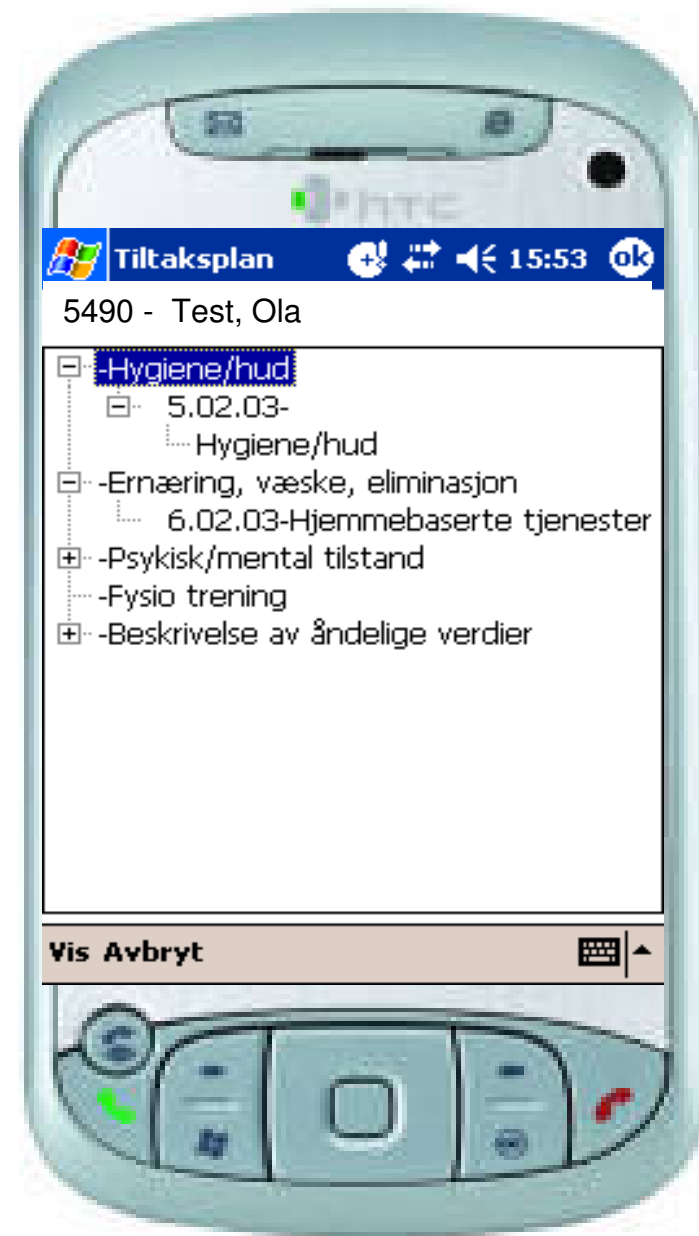 hTC
Tiltaksplan 15:53 ok
5490 - Test, Ola
-Hygiene/hud
5.02.03-
Hygiene/hud
-Ernæring, væske, eliminasjon
6.02.03-Hjemmebaserte tjenester
-Psykisk/mental tilstand
-Fysio trening
-Beskrivelse av åndelige verdier
Vis Avbryt